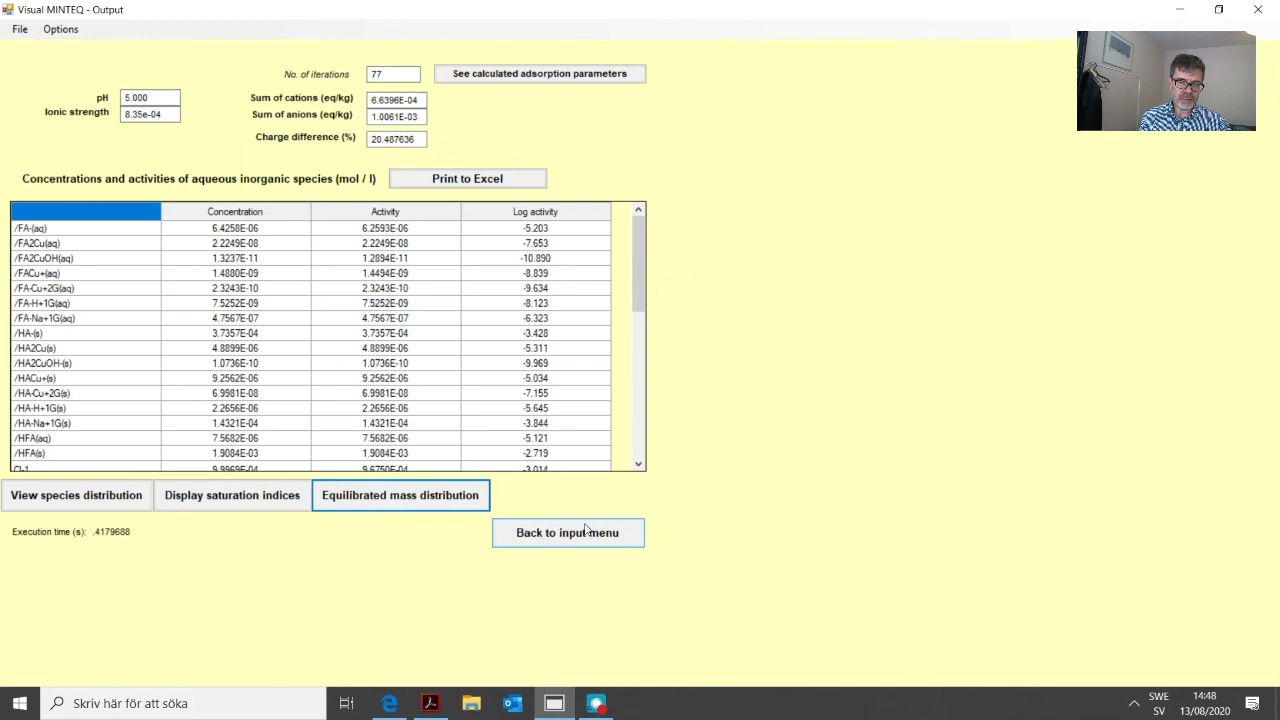 Visual MINTEQ - Output
File Options
No. of iterations 77 See calculated adsorption parameters
pH 5.000 Sum of cations (eq/kg) 6.6396E-04
Ionic strength 8.35e-04 Sum of anions (eq/kg) 1.0061E-03
Charge difference (%) 20.487636
Concentrations and activities of aqueous inorganic species (mol / l) Print to Excel
Concentration Activity Log activity
/FA-(aq) 6.4258E-06 6.2593E-06 -5.203
/FA2Cu(aq) 2.2249E-08 2.2249E-08 -7.653
/FA2CuOH(aq) 1.3237E-11 1.2894E-11 -10.890
/FACu+(aq) 1.4880E-09 1.4494E-09 -8.839
/FA-Cu+2G(aq) 2.3243E-10 2.3243E-10 -9.634
/FA-H+1G(aq) 7.5252E-09 7.5252E-09 -8.123
/FA-Na+1G(aq) 4.7567E-07 4.7567E-07 -6.323
/HA-(s) 3.7357E-04 3.7357E-04 -3.428
/HA2Cu(s) 4.8899E-06 4.8899E-06 -5.311
/HA2CuOH-(s) 1.0736E-10 1.0736E-10 -9.969
/HACu+(s) 9.2562E-06 9.2562E-06 -5.034
/HA-Cu+2G(s) 6.9981E-08 6.9981E-08 -7.155
/HA-H+1G(s) 2.2656E-06 2.2656E-06 -5.645
/HA-Na+1G(s) 1.4321E-04 1.4321E-04 -3.844
/HFA(aq) 7.5682E-06 7.5682E-06 -5.121
/HFA(s) 1.9084E-03 1.9084E-03 -2.719
Cl-1 9.9969E-04 9.6750E-04 -3.014
View species distribution Display saturation indices Equilibrated mass distribution
Execution time (s): .4179688 Back to input menu
Skriv här för att söka
SWE 14:48
SV 13/08/2020